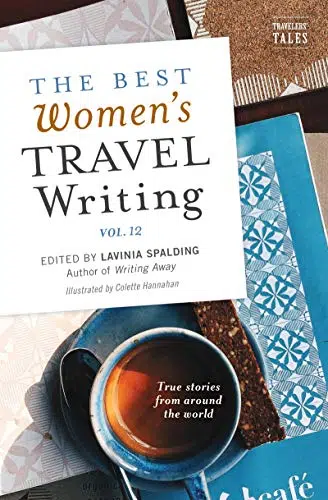 TRAVELERS'
TALES
THE BEST
Women's
TRAVEL
Writing
VOL. 12
EDITED BY LAVINIA SPALDING
Author of Writing Away
Illustrated by Colette Hannahan
True stories
from around
the world
café